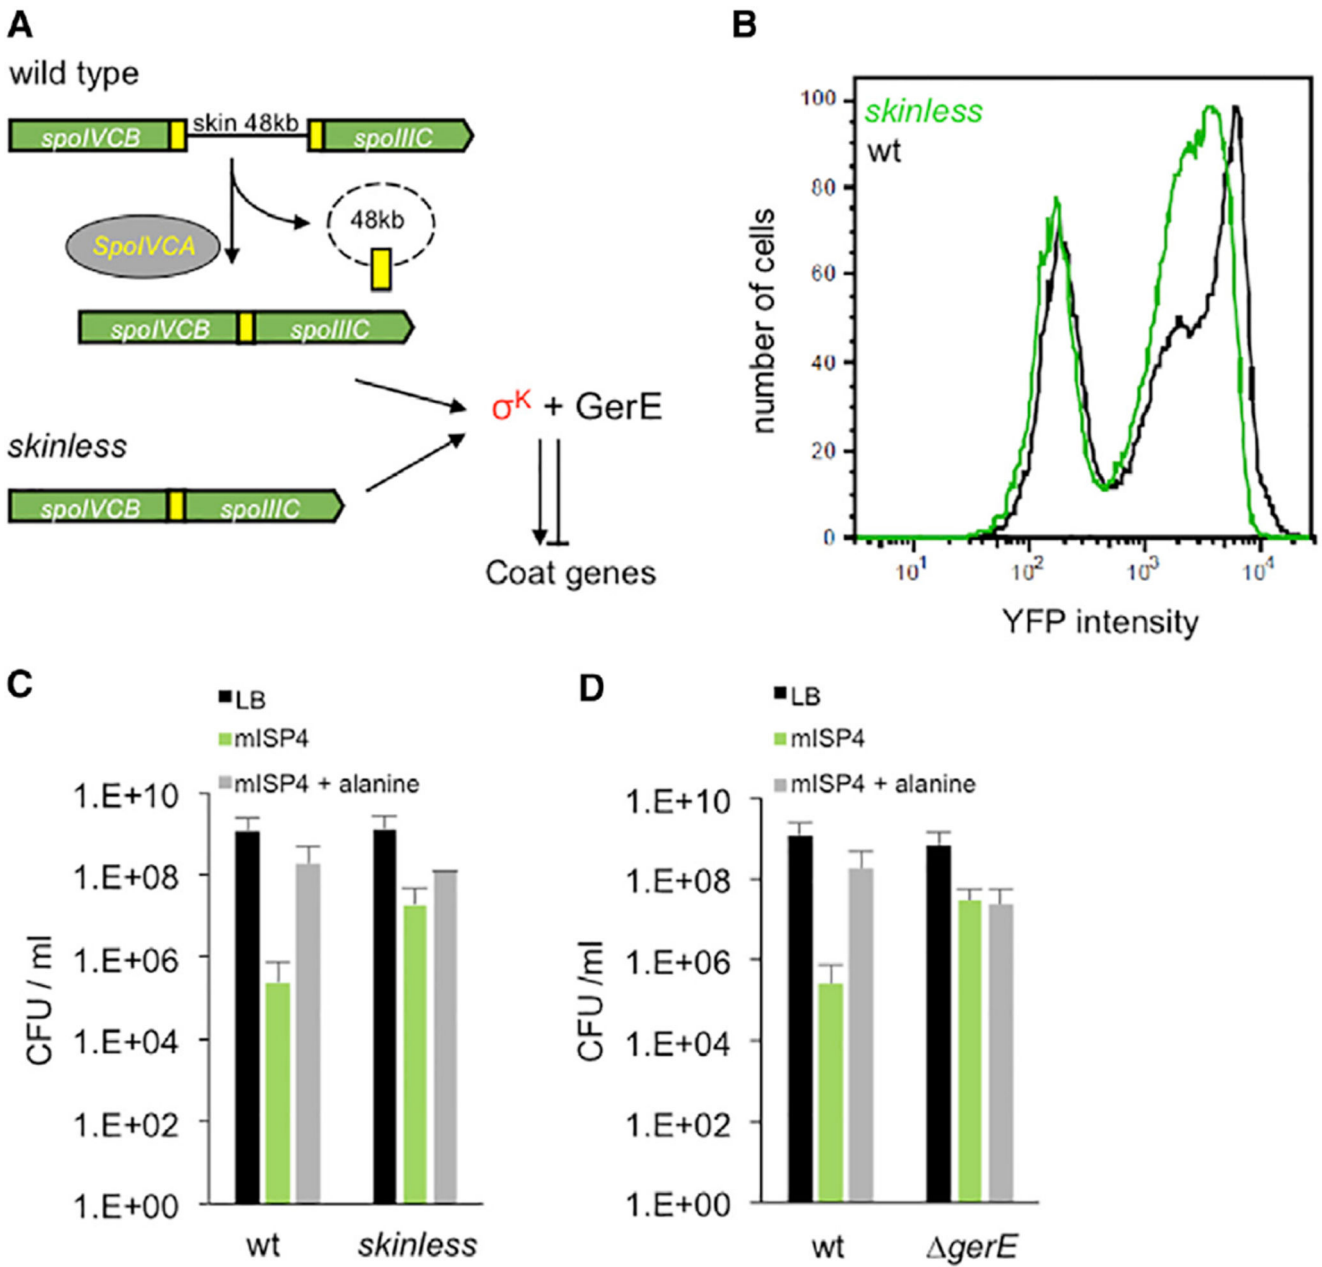 A
wild type
spoIVCB
skin 48kb
spoIIIC
SpoIVCA
48kb
spoIVCB
spoIIIC
skinless
spoIVCB
spoIIIC
σK + GerE
Coat genes
B
skinless
wt
number of cells
100
80
60
40
20
0
10¹
10²
10³
10⁴
YFP intensity
C
LB
mISP4
mISP4 + alanine
CFU / ml
1.E+10
1.E+08
1.E+06
1.E+04
1.E+02
1.E+00
wt
skinless
D
LB
mISP4
mISP4 + alanine
CFU /ml
1.E+10
1.E+08
1.E+06
1.E+04
1.E+02
1.E+00
wt
ΔgerE